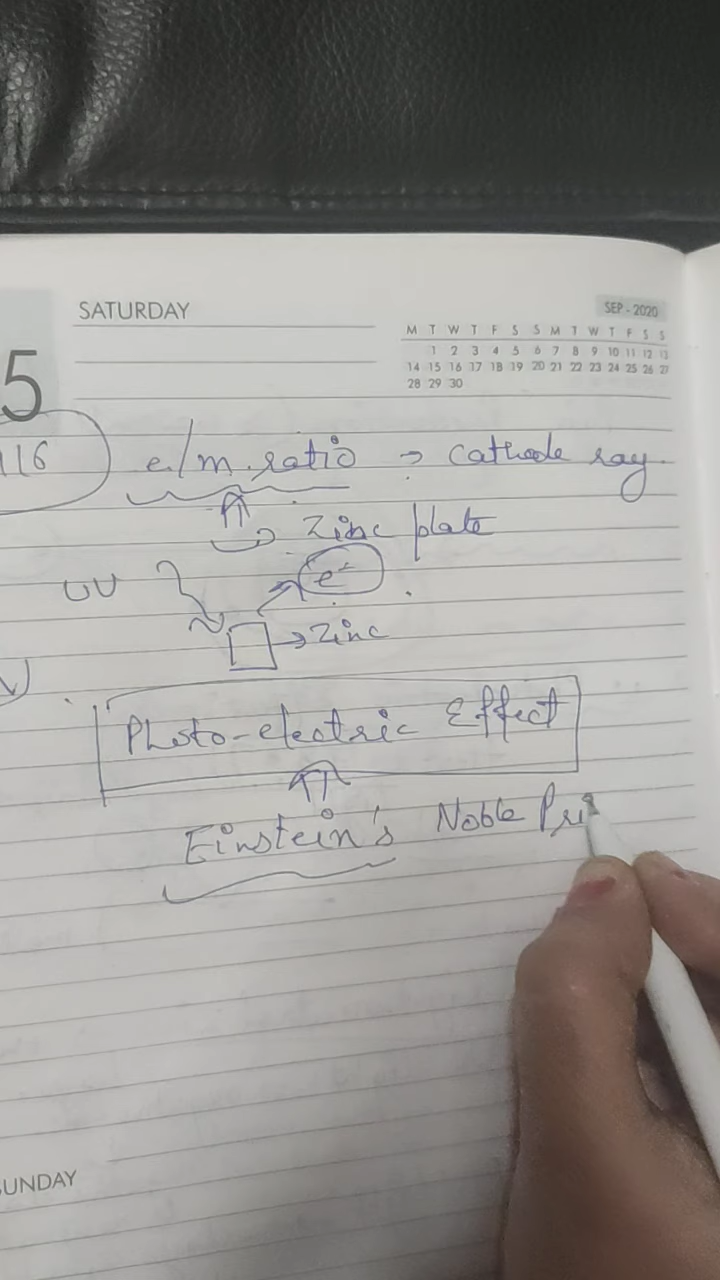 SATURDAY
SEP - 2020
M T W T F S S M T W T F S S
1 2 3 4 5 6 7 8 9 10 11 12 13
14 15 16 17 18 19 20 21 22 23 24 25 26 27
28 29 30
5
116
e/m ratio → Cathode ray
→ Zinc plate
UV
e-
→ Zinc
Photo-electric Effect
Einstein's Noble Pri
SUNDAY